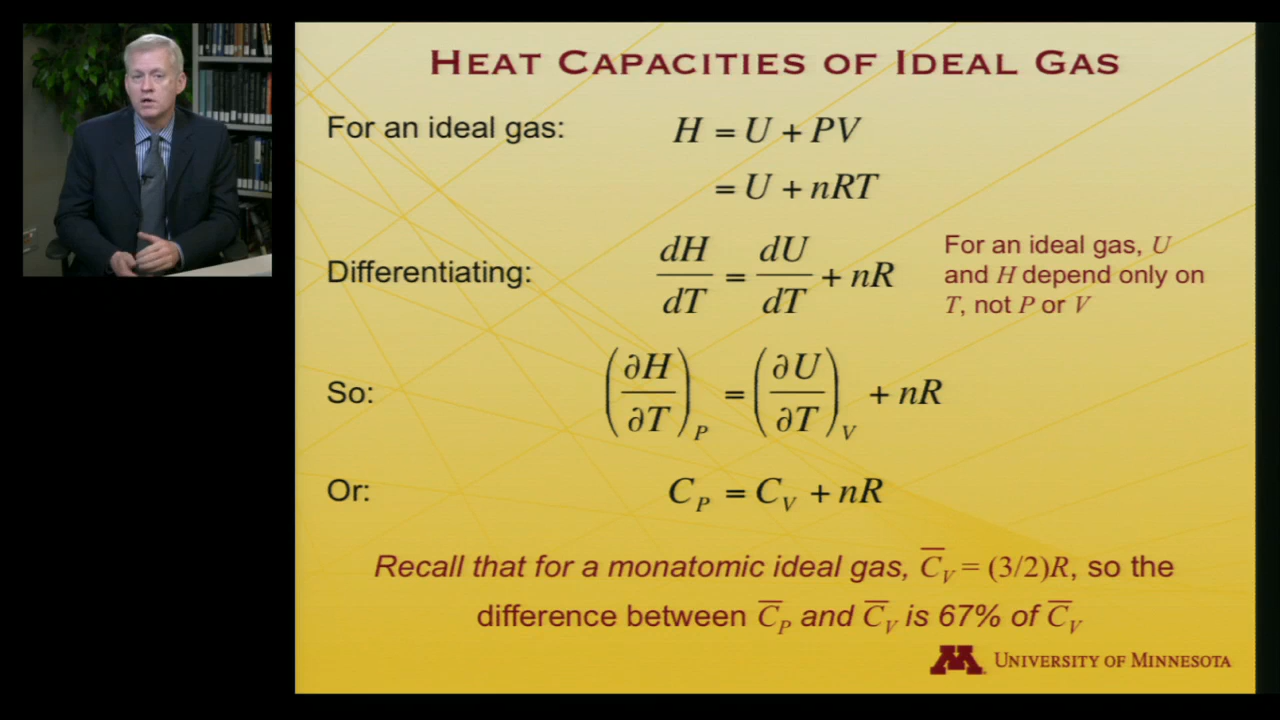 HEAT CAPACITIES OF IDEAL GAS
For an ideal gas: H = U + PV
= U + nRT
Differentiating: dH/dT = dU/dT + nR
For an ideal gas, U
and H depend only on
T, not P or V
So: (∂H/∂T)_P = (∂U/∂T)_V + nR
Or: C_P = C_V + nR
Recall that for a monatomic ideal gas, C̅_V = (3/2)R, so the
difference between C̅_P and C̅_V is 67% of C̅_V
M UNIVERSITY OF MINNESOTA